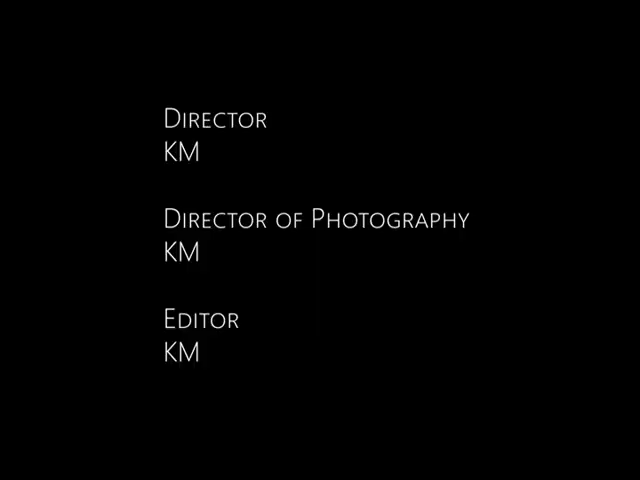 Director
KM
Director of Photography
KM
Editor
KM